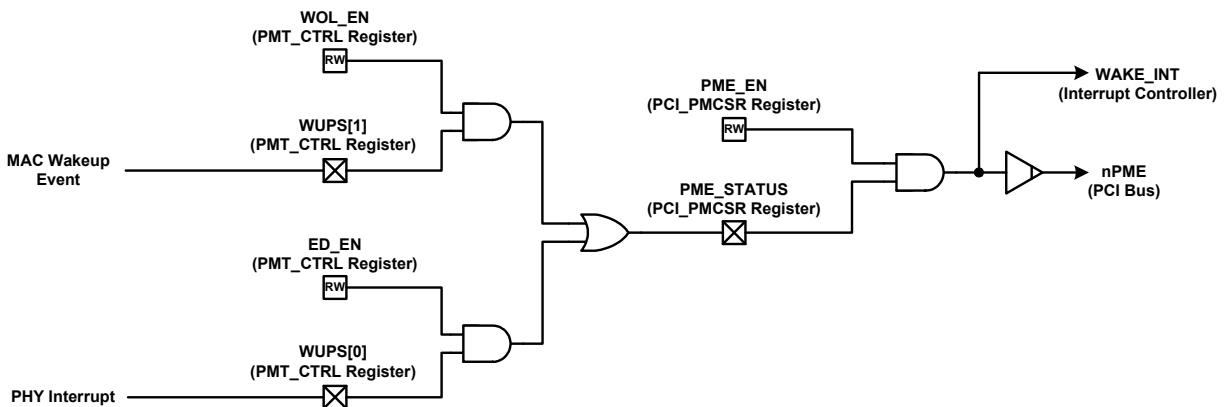 WOL_EN
(PMT_CTRL Register)
RW
WUPS[1]
(PMT_CTRL Register)
MAC Wakeup
Event
ED_EN
(PMT_CTRL Register)
RW
WUPS[0]
(PMT_CTRL Register)
PHY Interrupt
PME_EN
(PCI_PMCSR Register)
RW
PME_STATUS
(PCI_PMCSR Register)
WAKE_INT
(Interrupt Controller)
nPME
(PCI Bus)